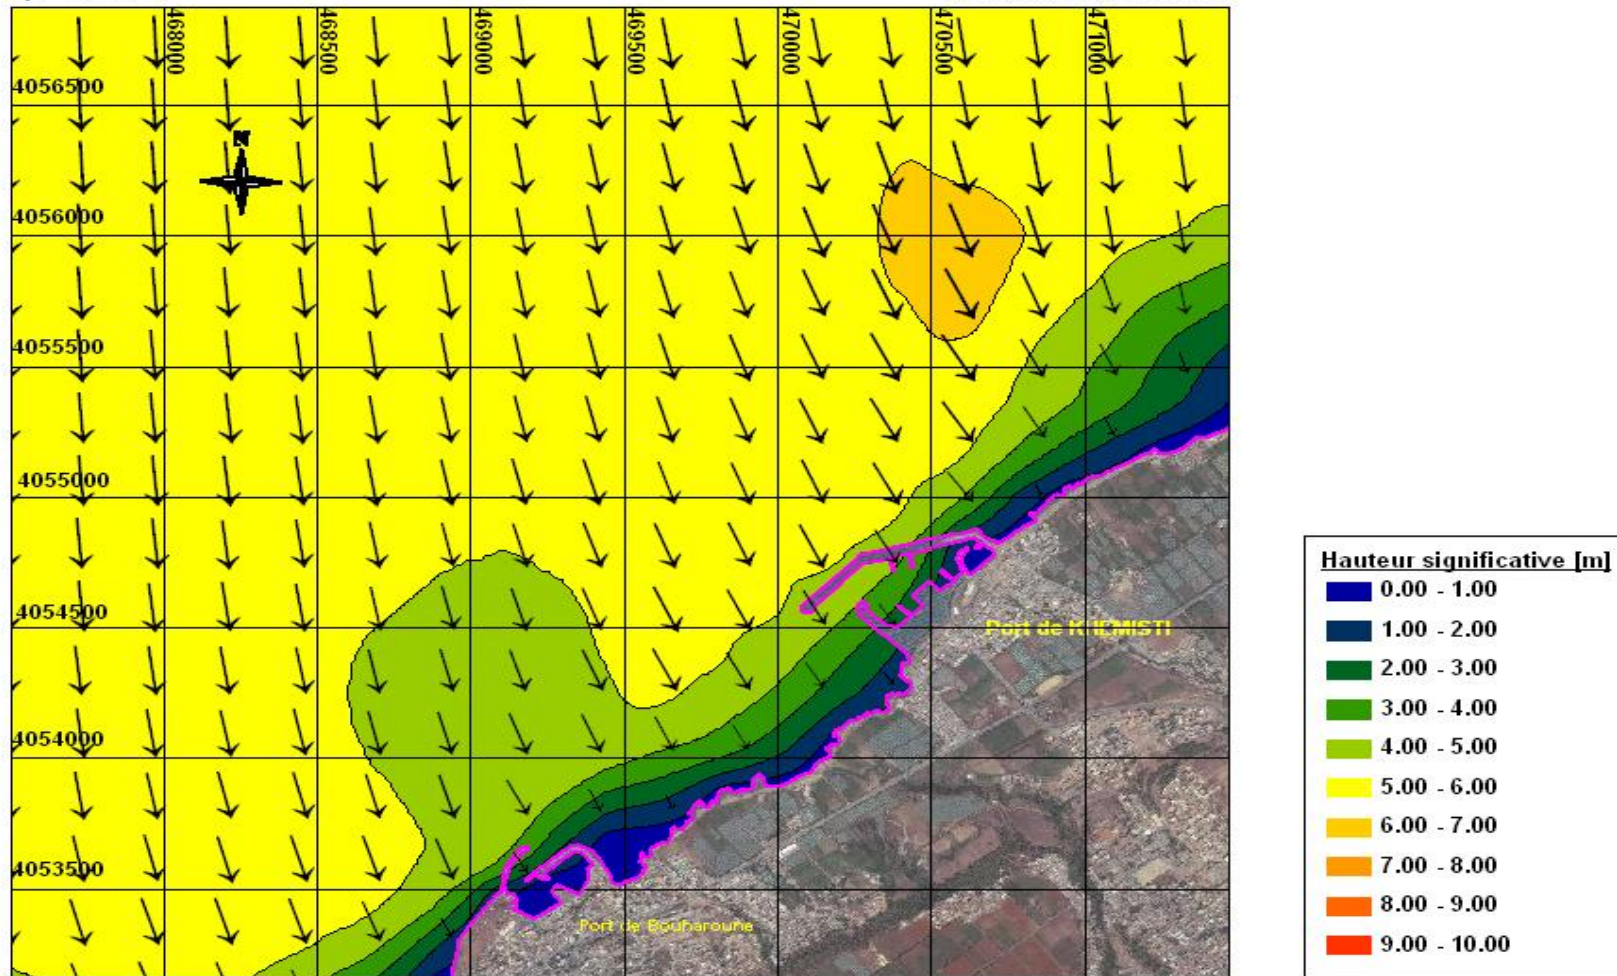 468000
468500
469000
469500
470000
470500
471000
4056500
N
4056000
4055500
4055000
4054500
4054000
4053500
Port de KHEMISTI
Port de Bouharoune
Hauteur significative [m]
0.00 - 1.00
1.00 - 2.00
2.00 - 3.00
3.00 - 4.00
4.00 - 5.00
5.00 - 6.00
6.00 - 7.00
7.00 - 8.00
8.00 - 9.00
9.00 - 10.00